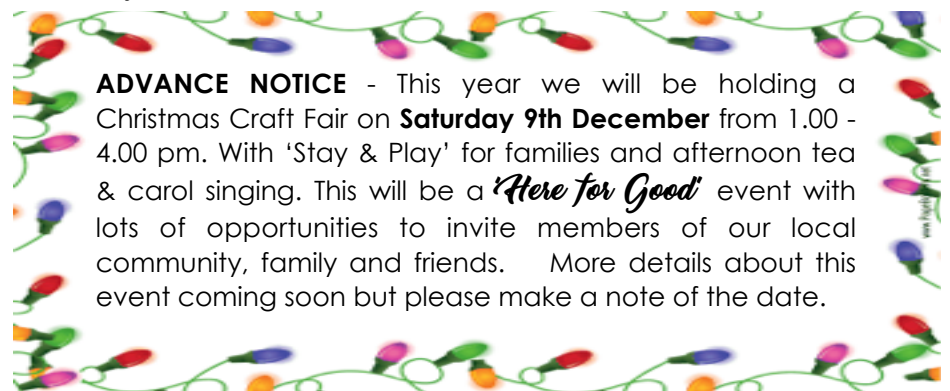 ADVANCE NOTICE - This year we will be holding a
Christmas Craft Fair on Saturday 9th December from 1.00 -
4.00 pm. With ‘Stay & Play’ for families and afternoon tea
& carol singing. This will be a ‘Here for Good’ event with
lots of opportunities to invite members of our local
community, family and friends. More details about this
event coming soon but please make a note of the date.